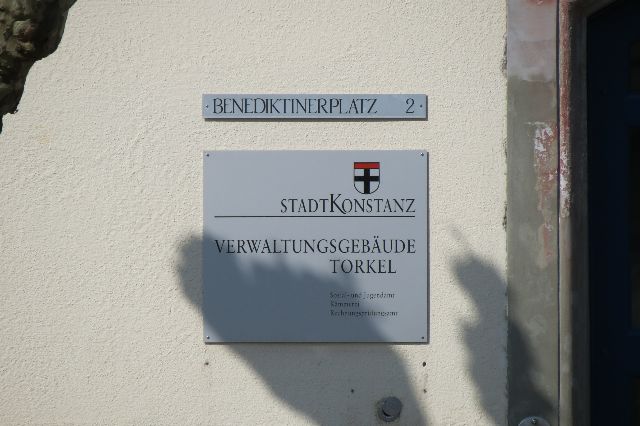 BENEDIKTINERPLATZ 2
STADTKONSTANZ
VERWALTUNGSGEBÄUDE
TORKEL
Sozial- und Jugendamt
Kämmerei
Rechnungsprüfungsamt